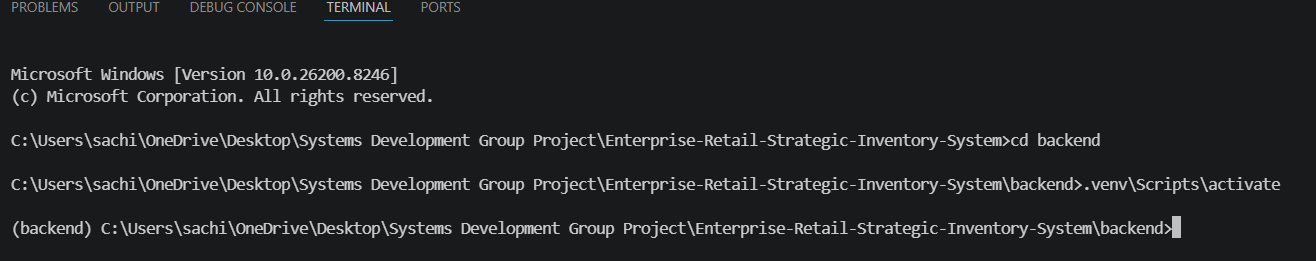 PROBLEMS OUTPUT DEBUG CONSOLE TERMINAL PORTS
Microsoft Windows [Version 10.0.26200.8246]
(c) Microsoft Corporation. All rights reserved.
C:\Users\sachi\OneDrive\Desktop\Systems Development Group Project\Enterprise-Retail-Strategic-Inventory-System>cd backend
C:\Users\sachi\OneDrive\Desktop\Systems Development Group Project\Enterprise-Retail-Strategic-Inventory-System\backend>.venv\Scripts\activate
(backend) C:\Users\sachi\OneDrive\Desktop\Systems Development Group Project\Enterprise-Retail-Strategic-Inventory-System\backend>